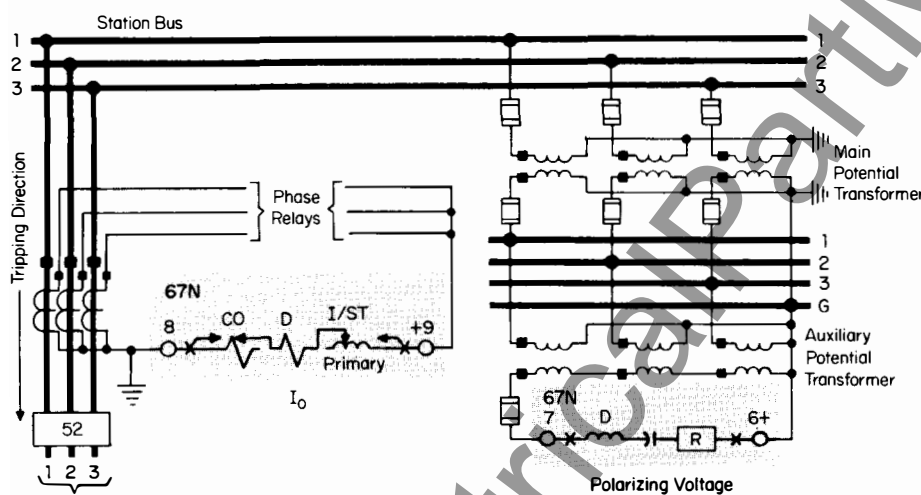 Station Bus
1 1
2 2
3 3
Main
Potential
Transformer
Tripping Direction
Phase
Relays
1
2
3
G
67N
8 CO D I/ST +9
Primary
I₀
Auxiliary
Potential
Transformer
67N
7 D R 6+
52
1 2 3
Polarizing Voltage